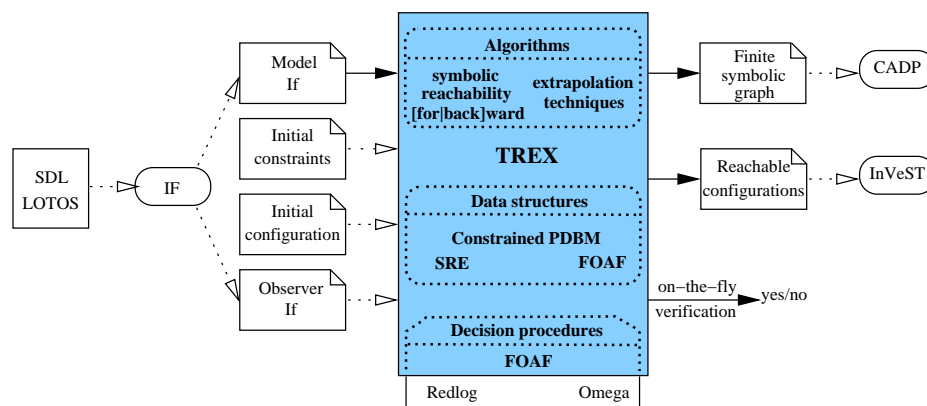 SDL
LOTOS
IF
Model
If
Initial
constraints
Initial
configuration
Observer
If
Algorithms
symbolic
reachability
[for|back]ward
extrapolation
techniques
TREX
Data structures
Constrained PDBM
SRE
FOAF
Decision procedures
FOAF
Redlog
Omega
Finite
symbolic
graph
CADP
Reachable
configurations
InVeST
on−the−fly
verification
yes/no